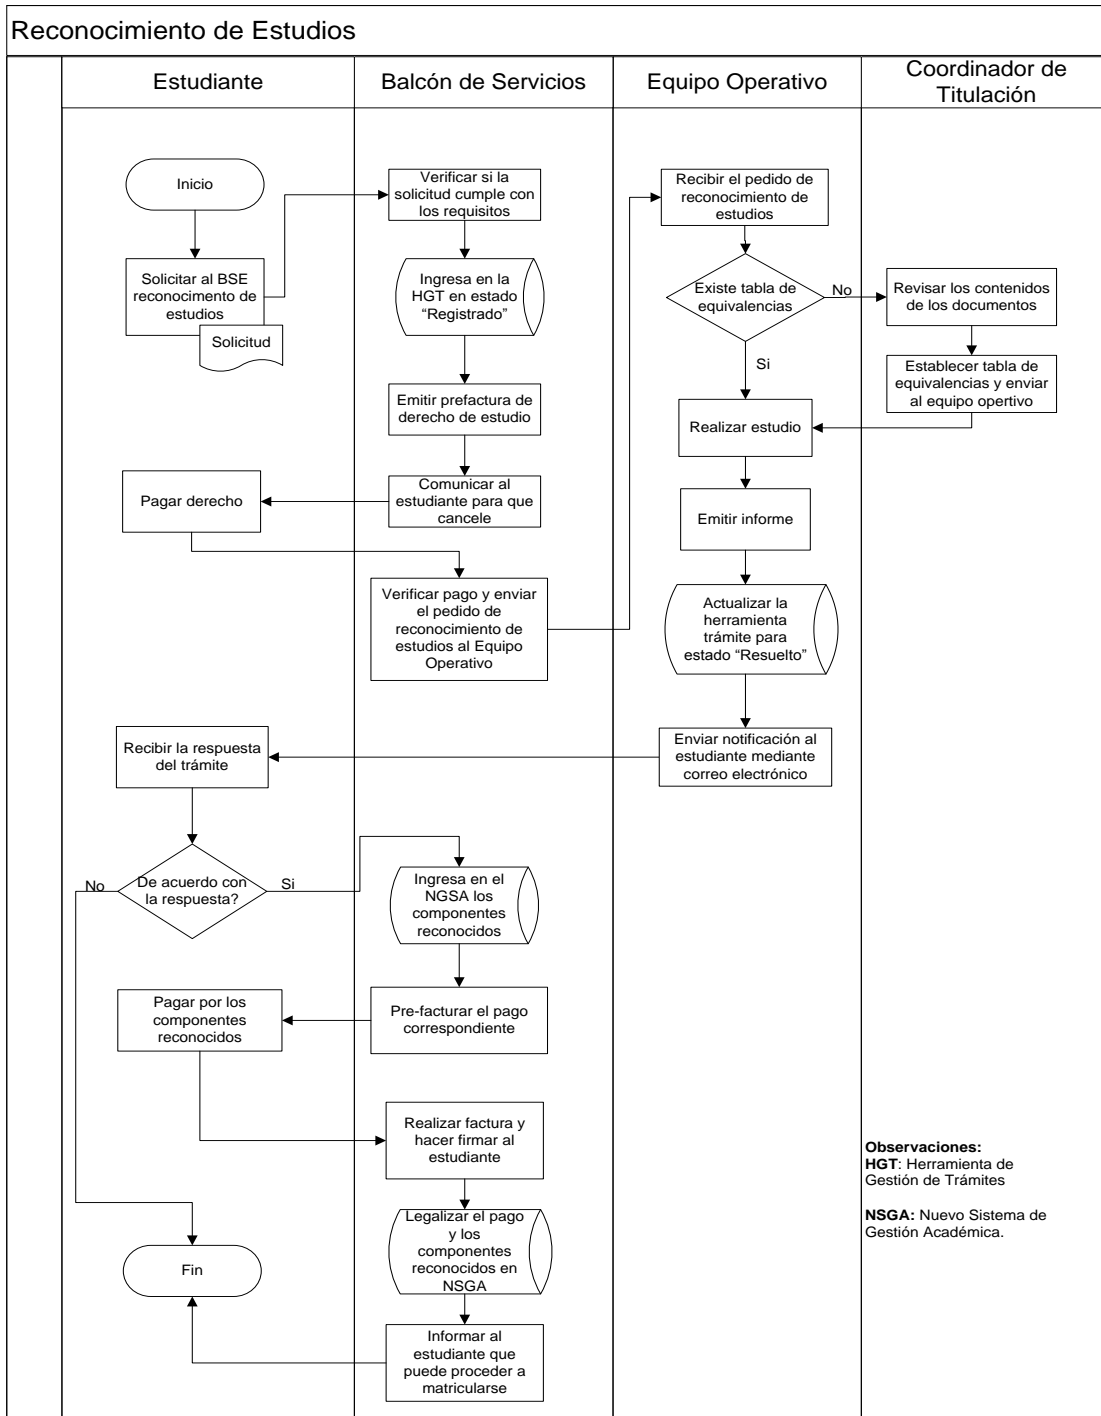 Reconocimiento de Estudios
Estudiante
Balcón de Servicios
Equipo Operativo
Coordinador de
Titulación
Inicio
Verificar si la
solicitud cumple con
los requisitos
Recibir el pedido de
reconocimiento de
estudios
Solicitar al BSE
reconocimento de
estudios
Solicitud
Ingresa en la
HGT en estado
“Registrado”
Existe tabla de
equivalencias
No
Revisar los contenidos
de los documentos
Si
Establecer tabla de
equivalencias y enviar
al equipo opertivo
Emitir prefactura de
derecho de estudio
Realizar estudio
Pagar derecho
Comunicar al
estudiante para que
cancele
Emitir informe
Verificar pago y enviar
el pedido de
reconocimiento de
estudios al Equipo
Operativo
Actualizar la
herramienta
trámite para
estado “Resuelto”
Recibir la respuesta
del trámite
Enviar notificación al
estudiante mediante
correo electrónico
No
De acuerdo con
la respuesta?
Si
Ingresa en el
NGSA los
componentes
reconocidos
Pagar por los
componentes
reconocidos
Pre-facturar el pago
correspondiente
Realizar factura y
hacer firmar al
estudiante
Observaciones:
HGT: Herramienta de
Gestión de Trámites
NSGA: Nuevo Sistema de
Gestión Académica.
Legalizar el pago
y los
componentes
reconocidos en
NSGA
Fin
Informar al
estudiante que
puede proceder a
matricularse